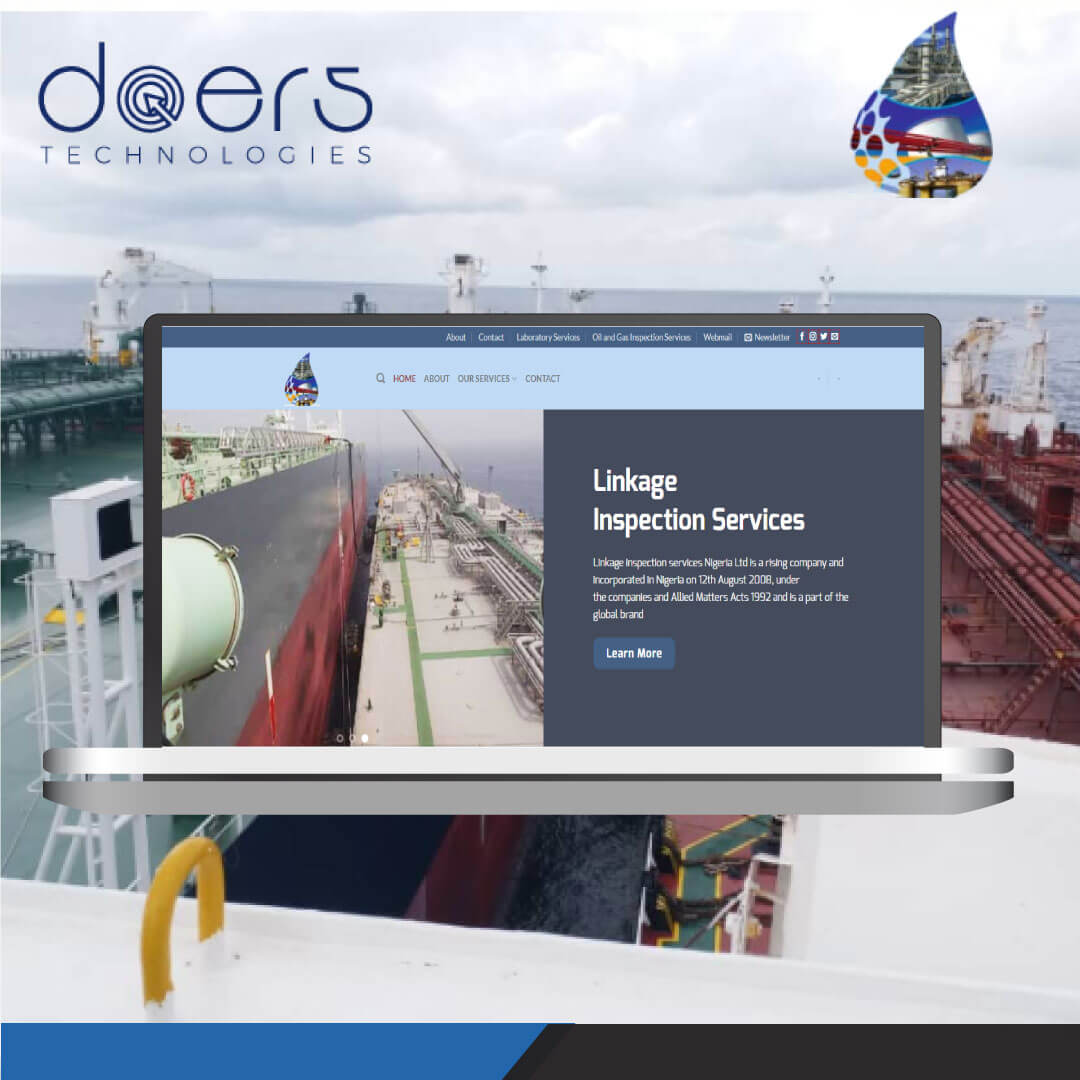 doers
TECHNOLOGIES
About Contact Laboratory Services Oil and Gas Inspection Services Webmail Newsletter
HOME ABOUT OUR SERVICES CONTACT
Linkage
Inspection Services
Linkage Inspection services Nigeria Ltd is a rising company and
incorporated in Nigeria on 12th August 2008, under
the companies and Allied Matters Acts 1992 and is a part of the
global brand
Learn More